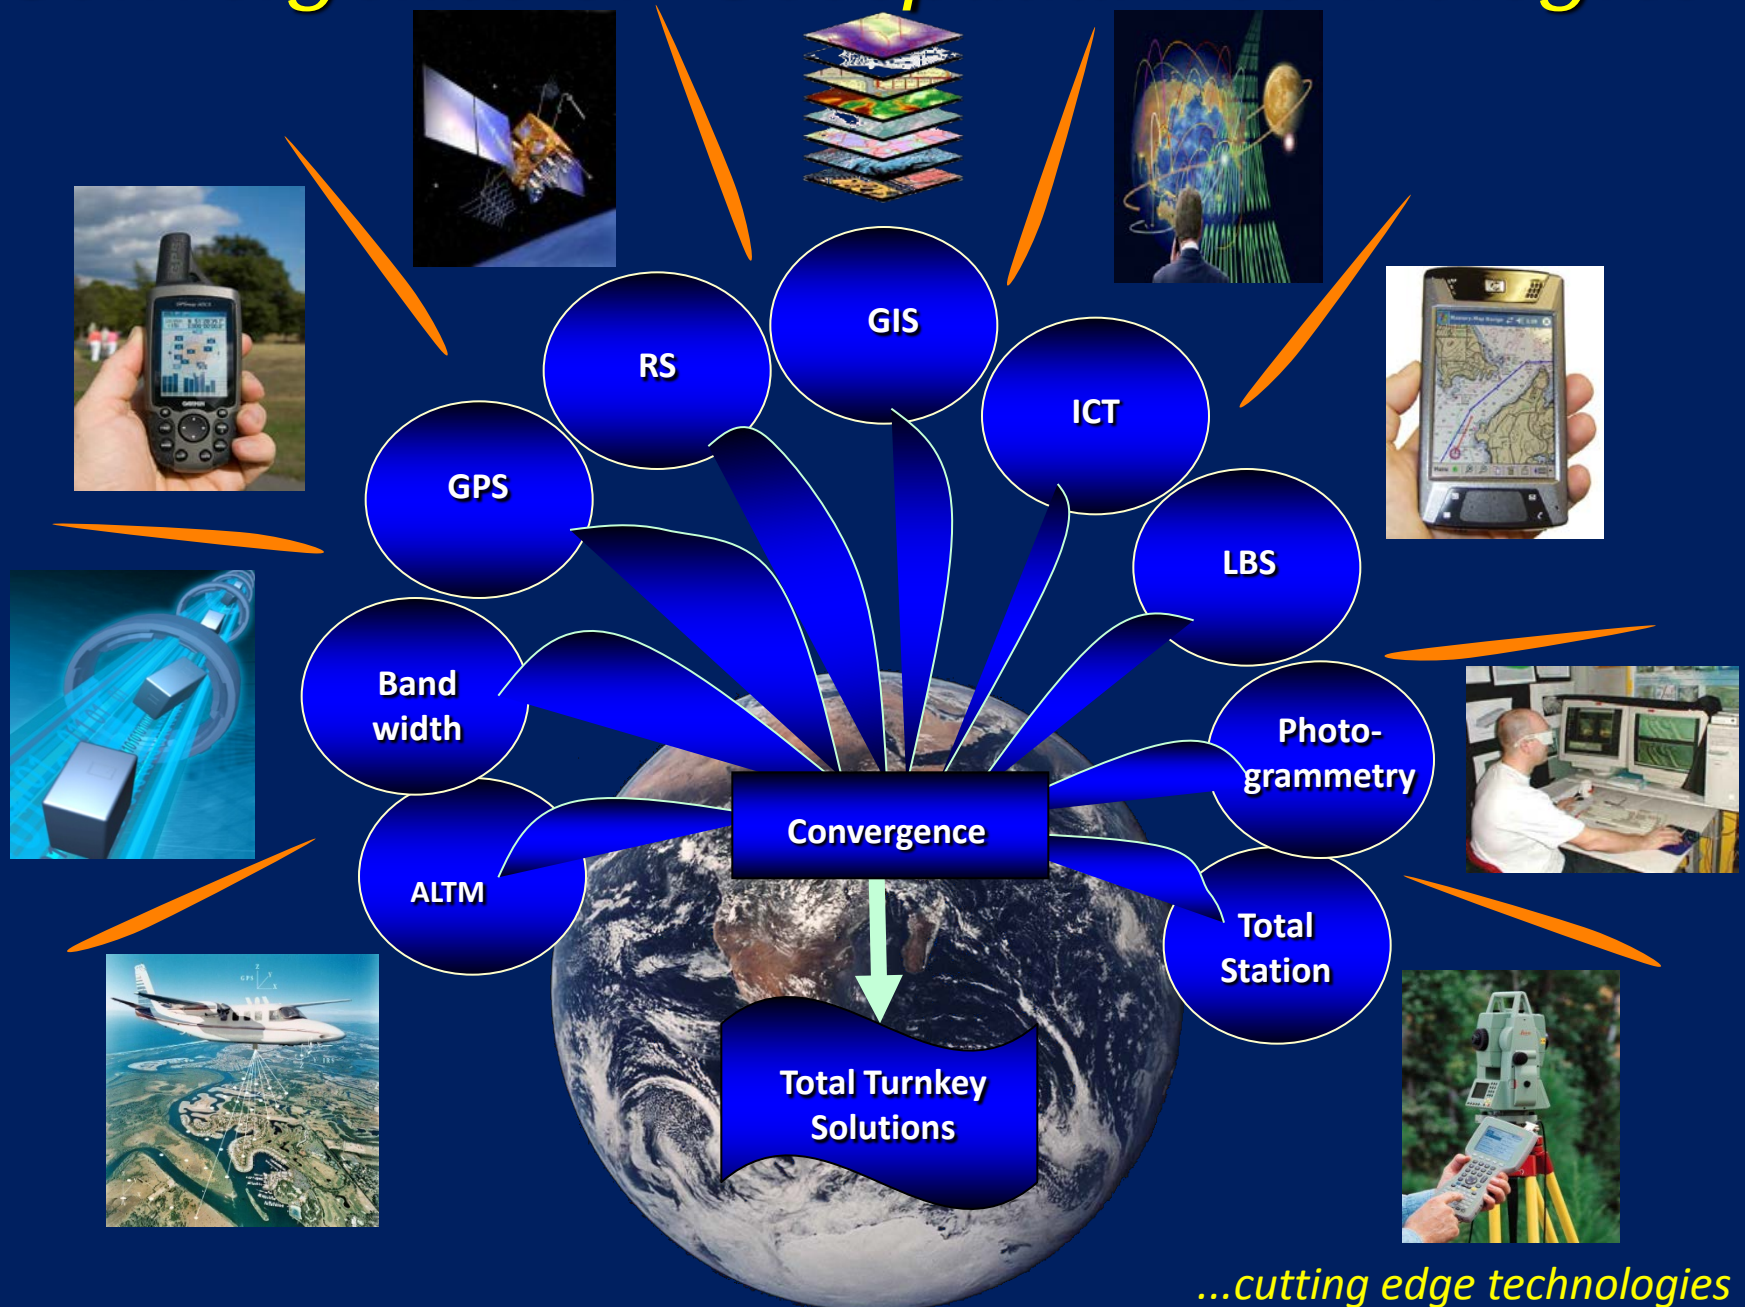 GIS
RS
ICT
GPS
LBS
Band
width
Photo-
grammetry
Convergence
ALTM
Total
Station
Total Turnkey
Solutions
...cutting edge technologies